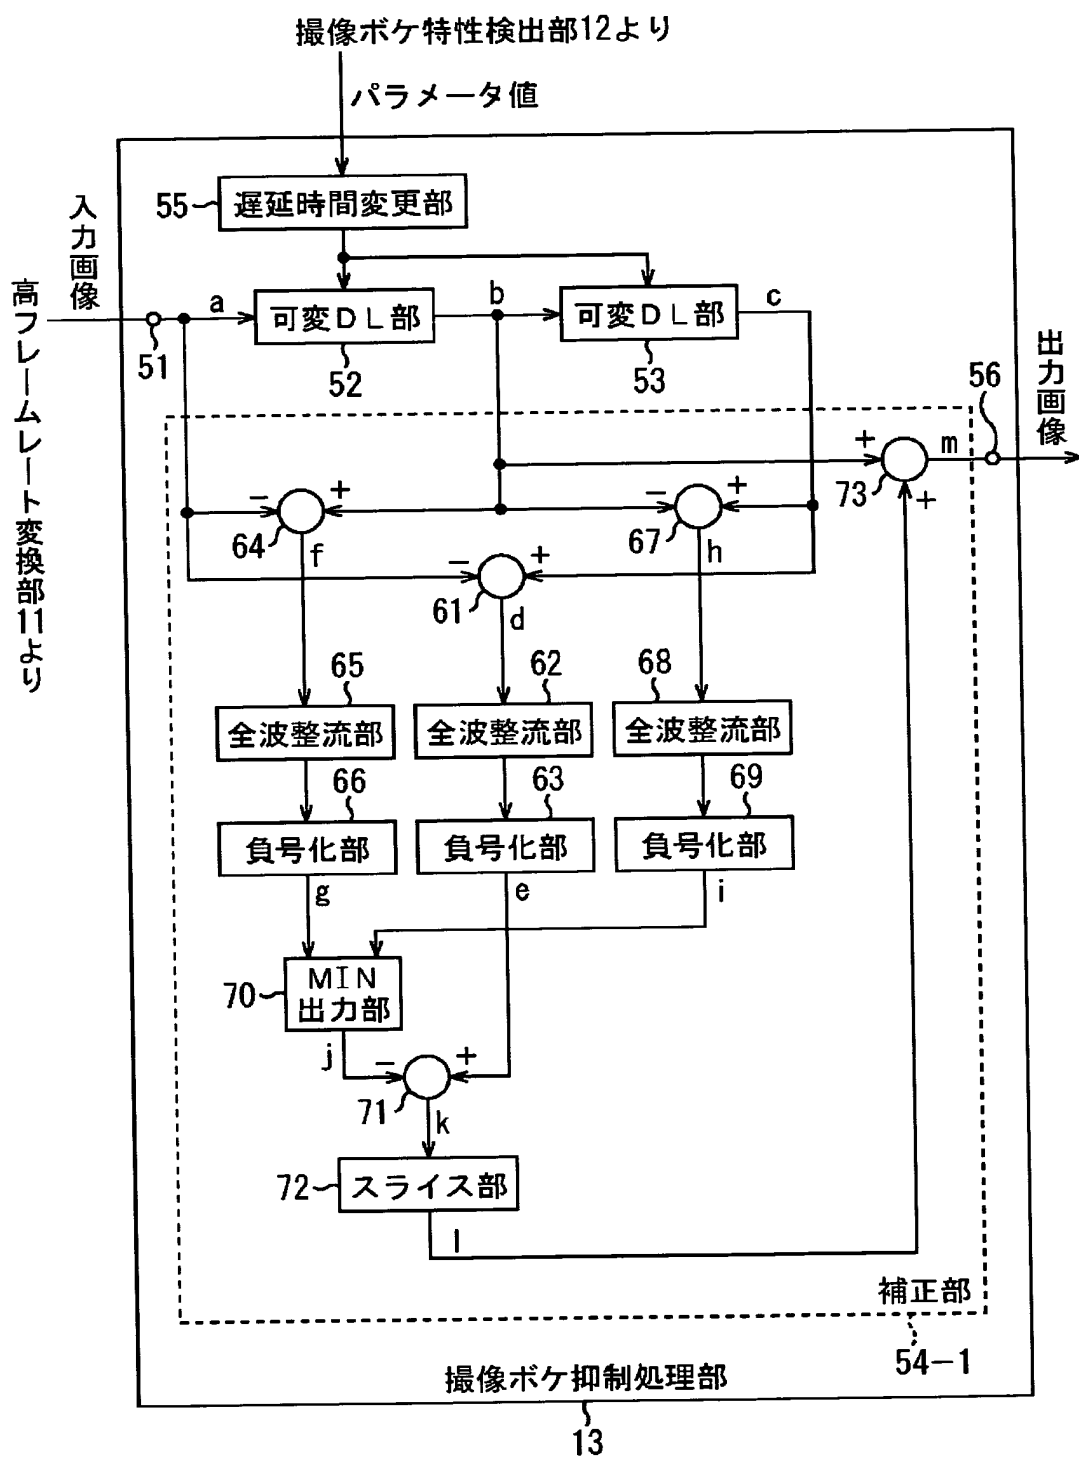 撮像ボケ特性検出部12より
パラメータ値
55
遅延時間変更部
入力画像
高フレームレート変換部11より
a
可変DL部
b
可変DL部
c
51
52
53
56
出力画像
+
m
73
+
−
+
64
f
−
+
67
h
−
+
61
d
65
62
68
全波整流部
全波整流部
全波整流部
66
63
69
負号化部
負号化部
負号化部
g
e
i
70
MIN
出力部
j
−
+
71
k
72
スライス部
l
補正部
54-1
撮像ボケ抑制処理部
13